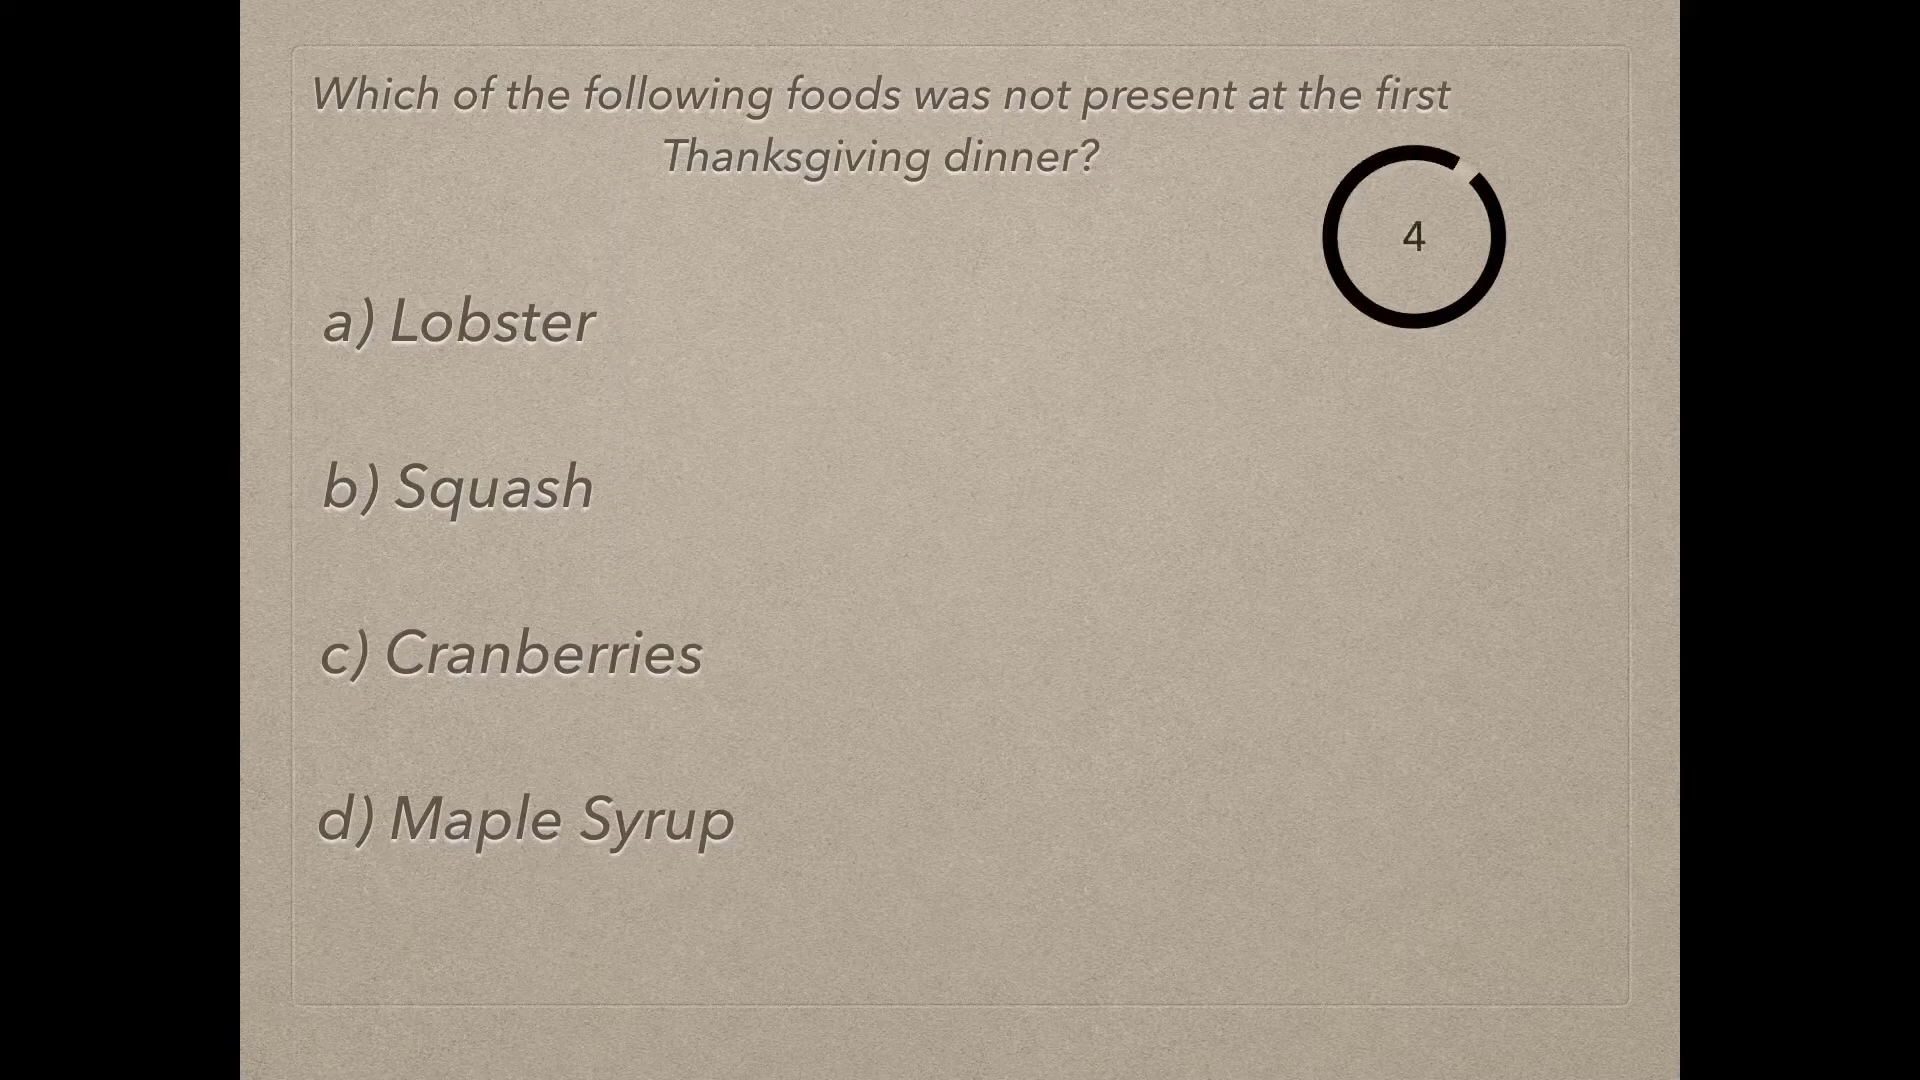 Which of the following foods was not present at the first
Thanksgiving dinner?
4
a) Lobster
b) Squash
c) Cranberries
d) Maple Syrup